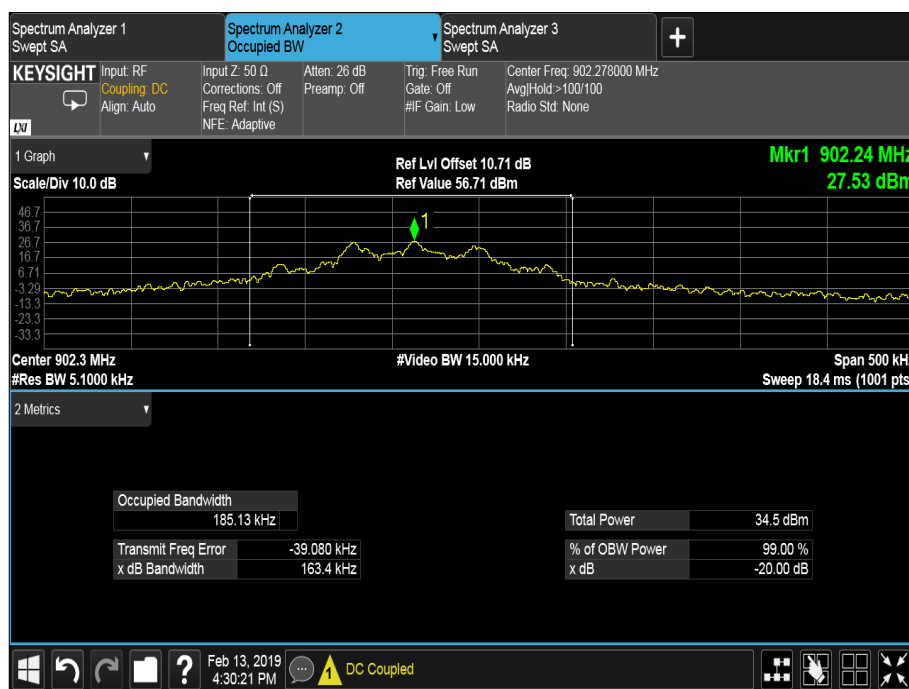 Spectrum Analyzer 1
Swept SA
Spectrum Analyzer 2
Occupied BW
Spectrum Analyzer 3
Swept SA
KEYSIGHT
LXI
Input: RF
Coupling: DC
Align: Auto
Input Z: 50 Ω
Corrections: Off
Freq Ref: Int (S)
NFE: Adaptive
Atten: 26 dB
Preamp: Off
Trig: Free Run
Gate: Off
#IF Gain: Low
Center Freq: 902.278000 MHz
Avg|Hold:>100/100
Radio Std: None
1 Graph
Scale/Div 10.0 dB
Ref Lvl Offset 10.71 dB
Ref Value 56.71 dBm
Mkr1 902.24 MHz
27.53 dBm
46.7
36.7
26.7
16.7
6.71
-3.29
-13.3
-23.3
-33.3
1
Center 902.3 MHz
#Res BW 5.1000 kHz
#Video BW 15.000 kHz
Span 500 kHz
Sweep 18.4 ms (1001 pts
2 Metrics
Occupied Bandwidth
185.13 kHz
Transmit Freq Error -39.080 kHz
x dB Bandwidth 163.4 kHz
Total Power 34.5 dBm
% of OBW Power 99.00 %
x dB -20.00 dB
?
Feb 13, 2019
4:30:21 PM
1
DC Coupled